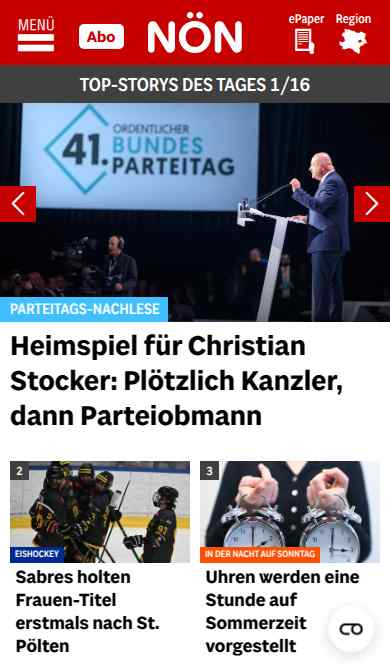 MENÜ
Abo
NÖN
ePaper
Region
TOP-STORYS DES TAGES 1/16
41.
ORDENTLICHER
BUNDES
PARTEITAG
PARTEITAGS-NACHLESE
Heimspiel für Christian
Stocker: Plötzlich Kanzler,
dann Parteiobmann
2
EISHOCKEY
Sabres holten
Frauen-Titel
erstmals nach St.
Pölten
3
IN DER NACHT AUF SONNTAG
Uhren werden eine
Stunde auf
Sommerzeit
vorgestellt